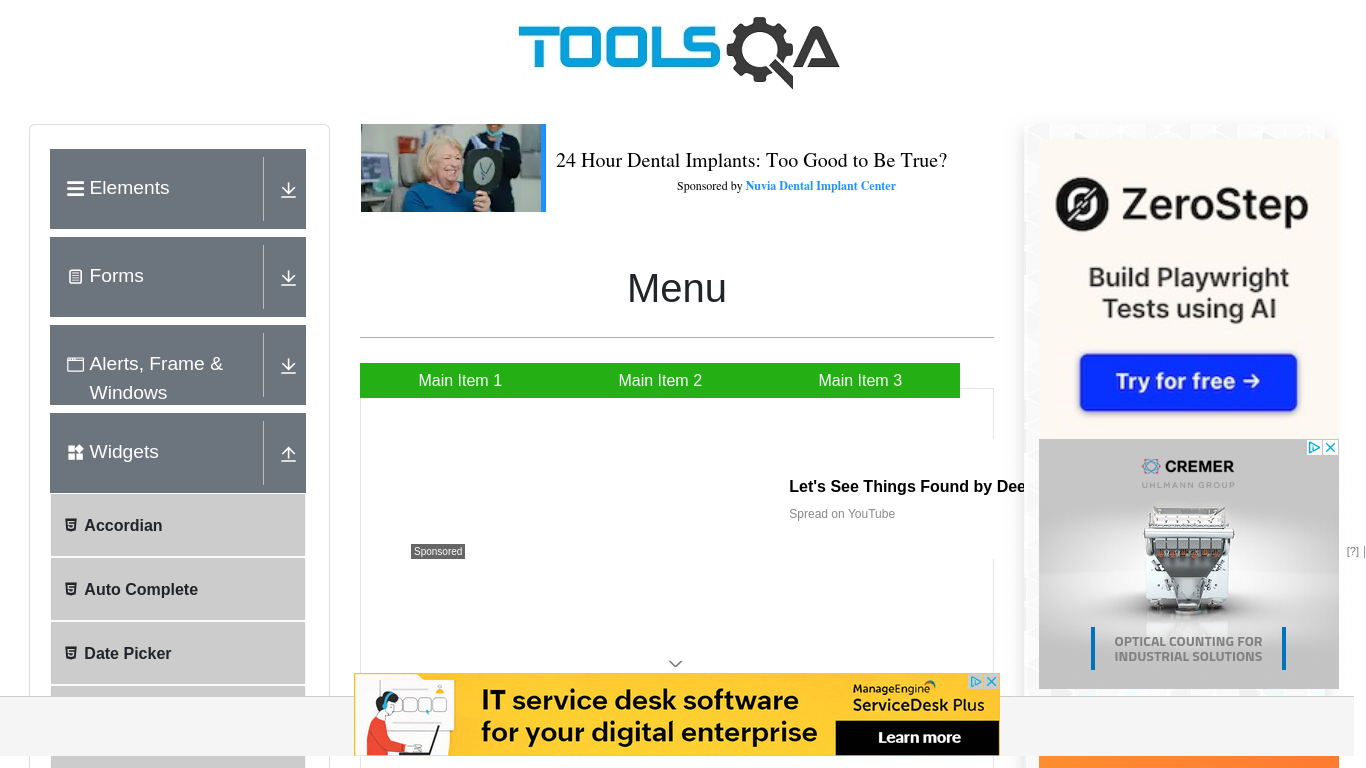 TOOLSQA
Elements
Forms
Alerts, Frame &
Windows
Widgets
Accordian
Auto Complete
Date Picker
24 Hour Dental Implants: Too Good to Be True?
Sponsored by Nuvia Dental Implant Center
Menu
Main Item 1
Main Item 2
Main Item 3
Let's See Things Found by Dee
Spread on YouTube
Sponsored
ZeroStep
Build Playwright
Tests using AI
Try for free →
CREMER
UHLMANN GROUP
OPTICAL COUNTING FOR
INDUSTRIAL SOLUTIONS
[?]
IT service desk software
for your digital enterprise
ManageEngine
ServiceDesk Plus
Learn more